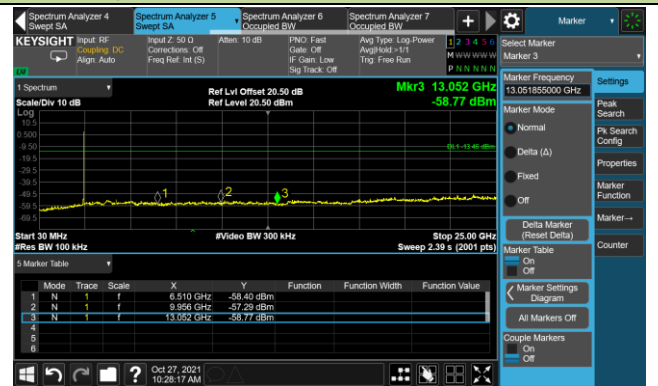 Spectrum Analyzer 4
Swept SA
Spectrum Analyzer 5
Swept SA
Spectrum Analyzer 6
Occupied BW
Spectrum Analyzer 7
Occupied BW
Marker
KEYSIGHT
Input: RF
Coupling: DC
Align: Auto
Input Z: 50 Ω
Corrections: Off
Freq Ref: Int (S)
Atten: 10 dB
PNO: Fast
Gate: Off
IF Gain: Low
Sig Track: Off
Avg Type: Log-Power
Avg|Hold:>1/1
Trig: Free Run
1 2 3 4 5 6
M W W W W W
P N N N N N
Select Marker
Marker 3
1 Spectrum
Scale/Div 10 dB
Log
Ref Lvl Offset 20.50 dB
Ref Level 20.50 dBm
Mkr3 13.052 GHz
-58.77 dBm
10.5
0.500
-9.50
-19.5
-29.5
-39.5
-49.5
-59.5
-69.5
DL1 -13.46 dBm
1
2
3
Start 30 MHz
#Res BW 100 kHz
#Video BW 300 kHz
Stop 25.00 GHz
Sweep 2.39 s (2001 pts)
5 Marker Table
Mode Trace Scale X Y Function Function Width Function Value
1 N 1 f 6.510 GHz -58.40 dBm
2 N 1 f 9.956 GHz -57.29 dBm
3 N 1 f 13.052 GHz -58.77 dBm
4
5
6
Marker Frequency
13.051855000 GHz
Marker Mode
Normal
Delta (Δ)
Fixed
Off
Delta Marker
(Reset Delta)
Marker Table
On
Off
Marker Settings
Diagram
All Markers Off
Couple Markers
On
Off
Settings
Peak
Search
Pk Search
Config
Properties
Marker
Function
Marker→
Counter
Oct 27, 2021
10:28:17 AM